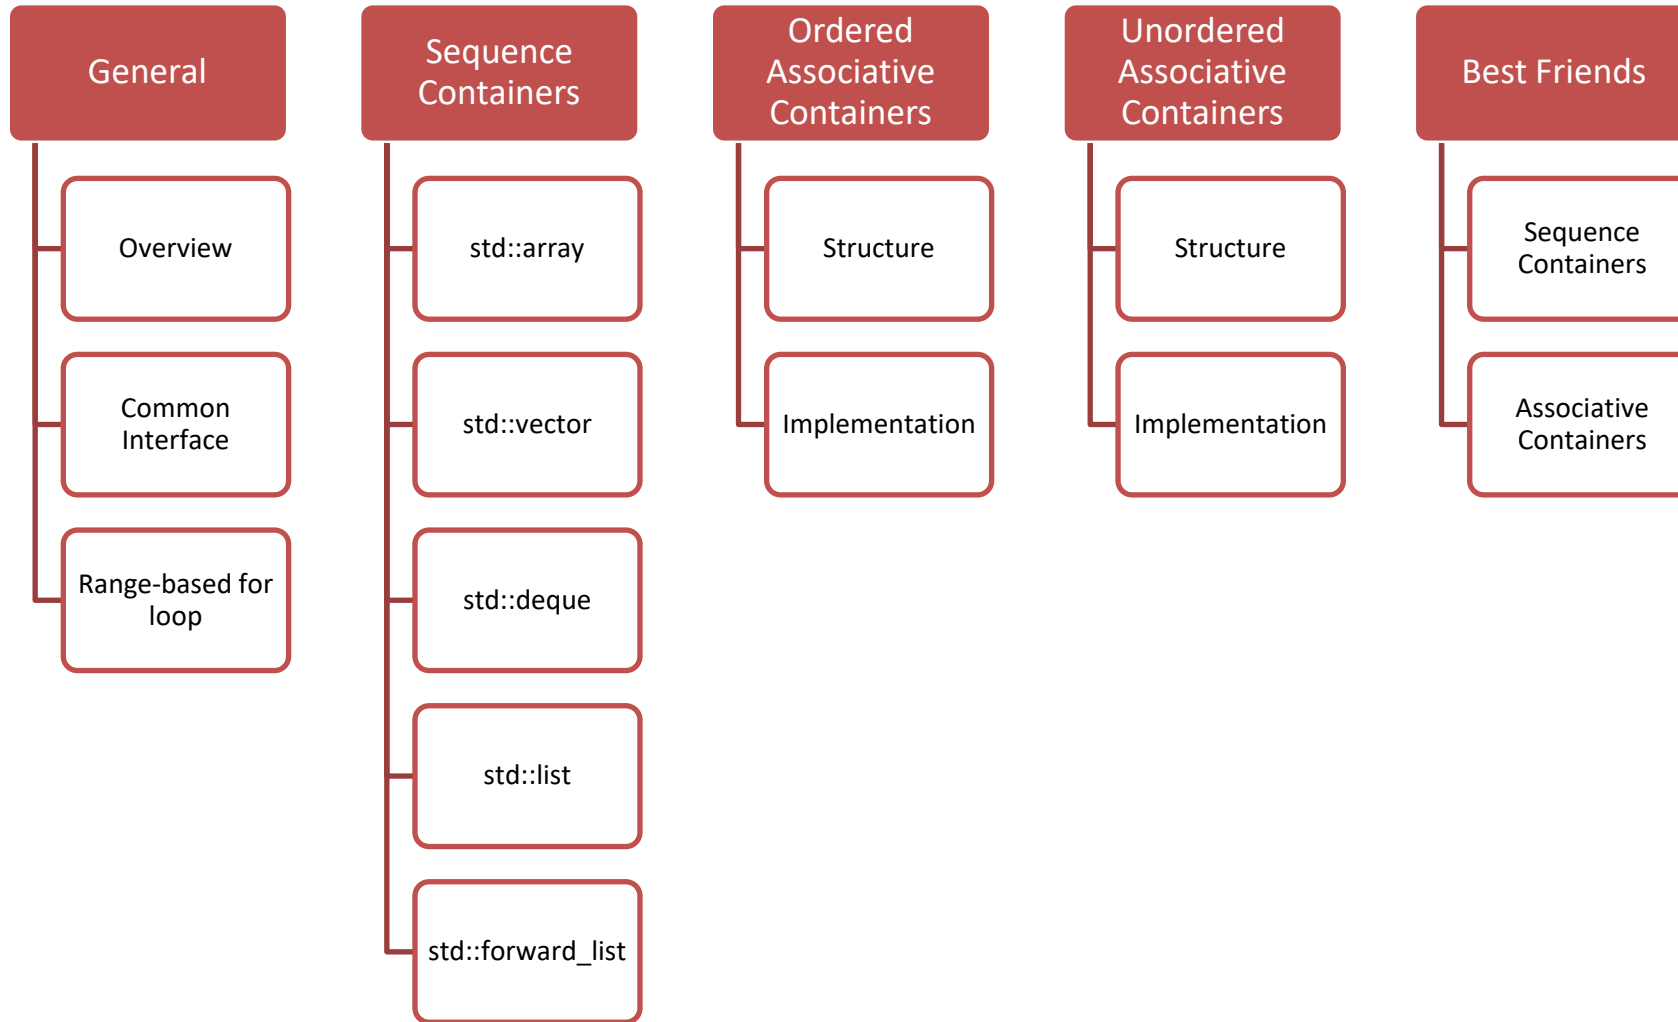 General
Overview
Common
Interface
Range-based for
loop
Sequence
Containers
std::array
std::vector
std::deque
std::list
std::forward_list
Ordered
Associative
Containers
Structure
Implementation
Unordered
Associative
Containers
Structure
Implementation
Best Friends
Sequence
Containers
Associative
Containers